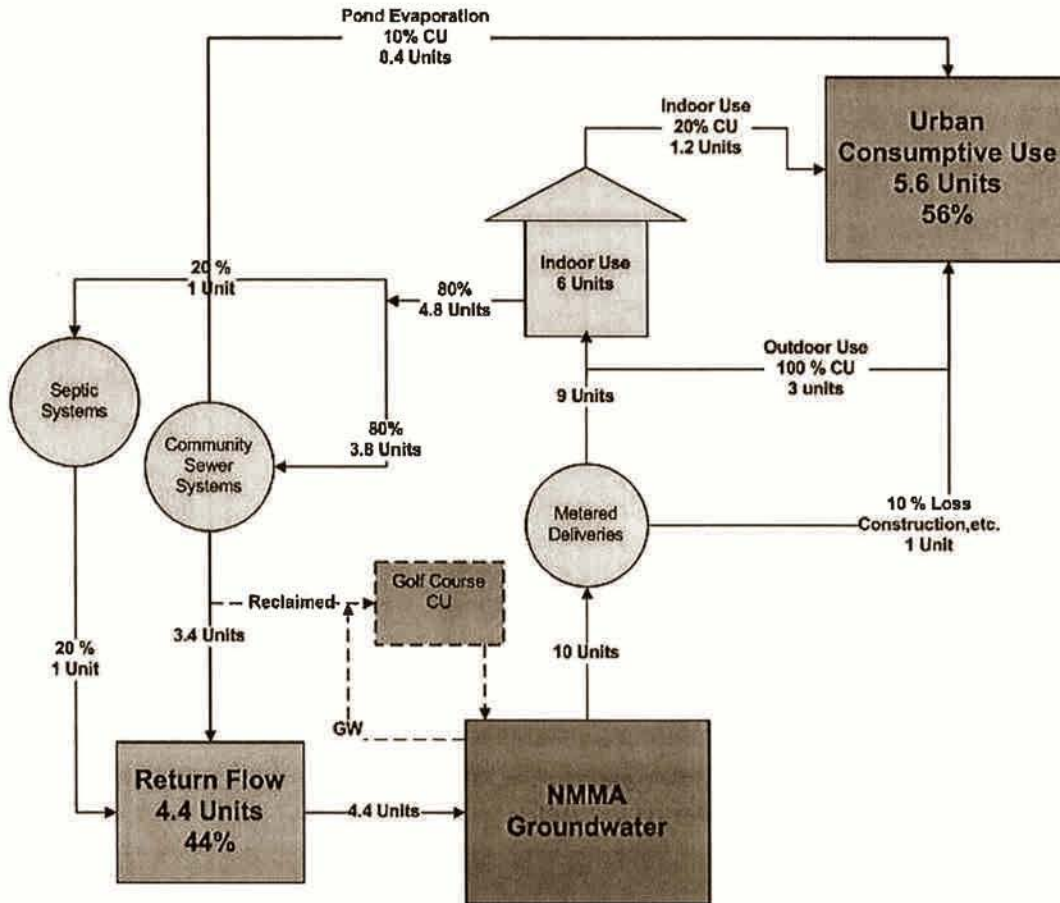 Pond Evaporation
10% CU
0.4 Units
Indoor Use
20% CU
1.2 Units
Urban
Consumptive Use
5.6 Units
56%
20 %
1 Unit
80%
4.8 Units
Indoor Use
6 Units
Septic
Systems
Community
Sewer
Systems
80%
3.8 Units
9 Units
Outdoor Use
100 % CU
3 units
Metered
Deliveries
10 % Loss
Construction,etc.
1 Unit
Reclaimed
Golf Course
CU
3.4 Units
20 %
1 Unit
10 Units
GW
Return Flow
4.4 Units
44%
4.4 Units
NMMA
Groundwater